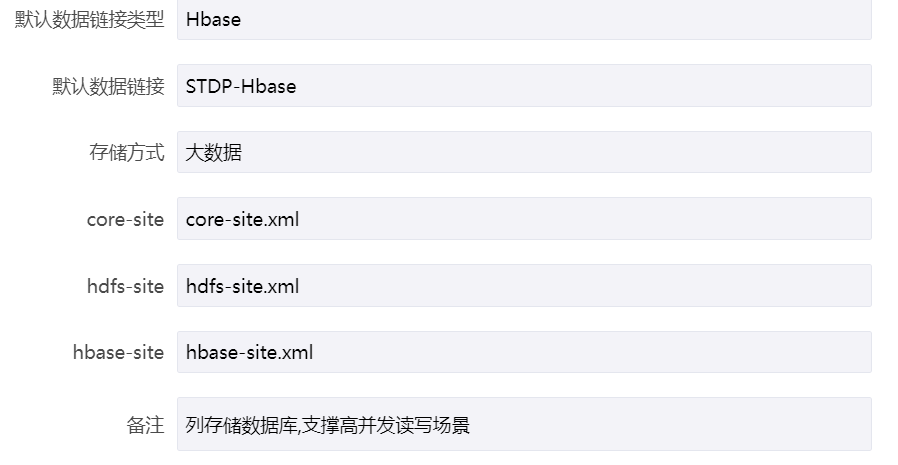 默认数据链接类型 Hbase
默认数据链接 STDP-Hbase
存储方式 大数据
core-site core-site.xml
hdfs-site hdfs-site.xml
hbase-site hbase-site.xml
备注 列存储数据库,支撑高并发读写场景